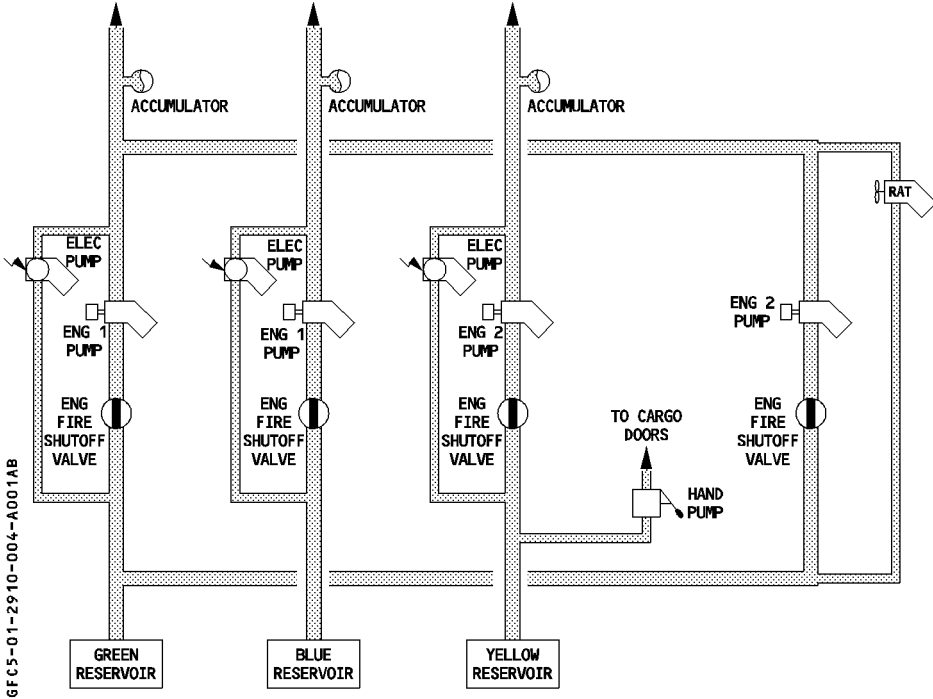 ACCUMULATOR
ACCUMULATOR
ACCUMULATOR
RAT
ELEC
PUMP
ELEC
PUMP
ELEC
PUMP
ENG 1
PUMP
ENG 1
PUMP
ENG 2
PUMP
ENG 2
PUMP
ENG
FIRE
SHUTOFF
VALVE
ENG
FIRE
SHUTOFF
VALVE
ENG
FIRE
SHUTOFF
VALVE
TO CARGO
DOORS
ENG
FIRE
SHUTOFF
VALVE
HAND
PUMP
GREEN
RESERVOIR
BLUE
RESERVOIR
YELLOW
RESERVOIR
GFC5-01-2910-004-A001AB